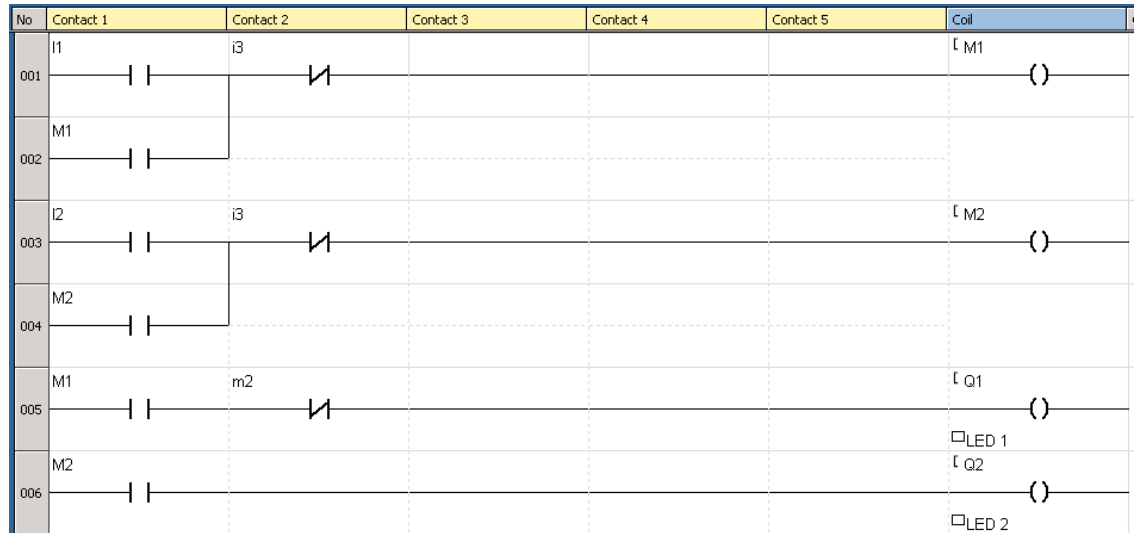 No Contact 1 Contact 2 Contact 3 Contact 4 Contact 5 Coil
I1 i3 [ M1
001
M1
002
I2 i3 [ M2
003
M2
004
M1 m2 [ Q1
005
LED 1
M2 [ Q2
006
LED 2